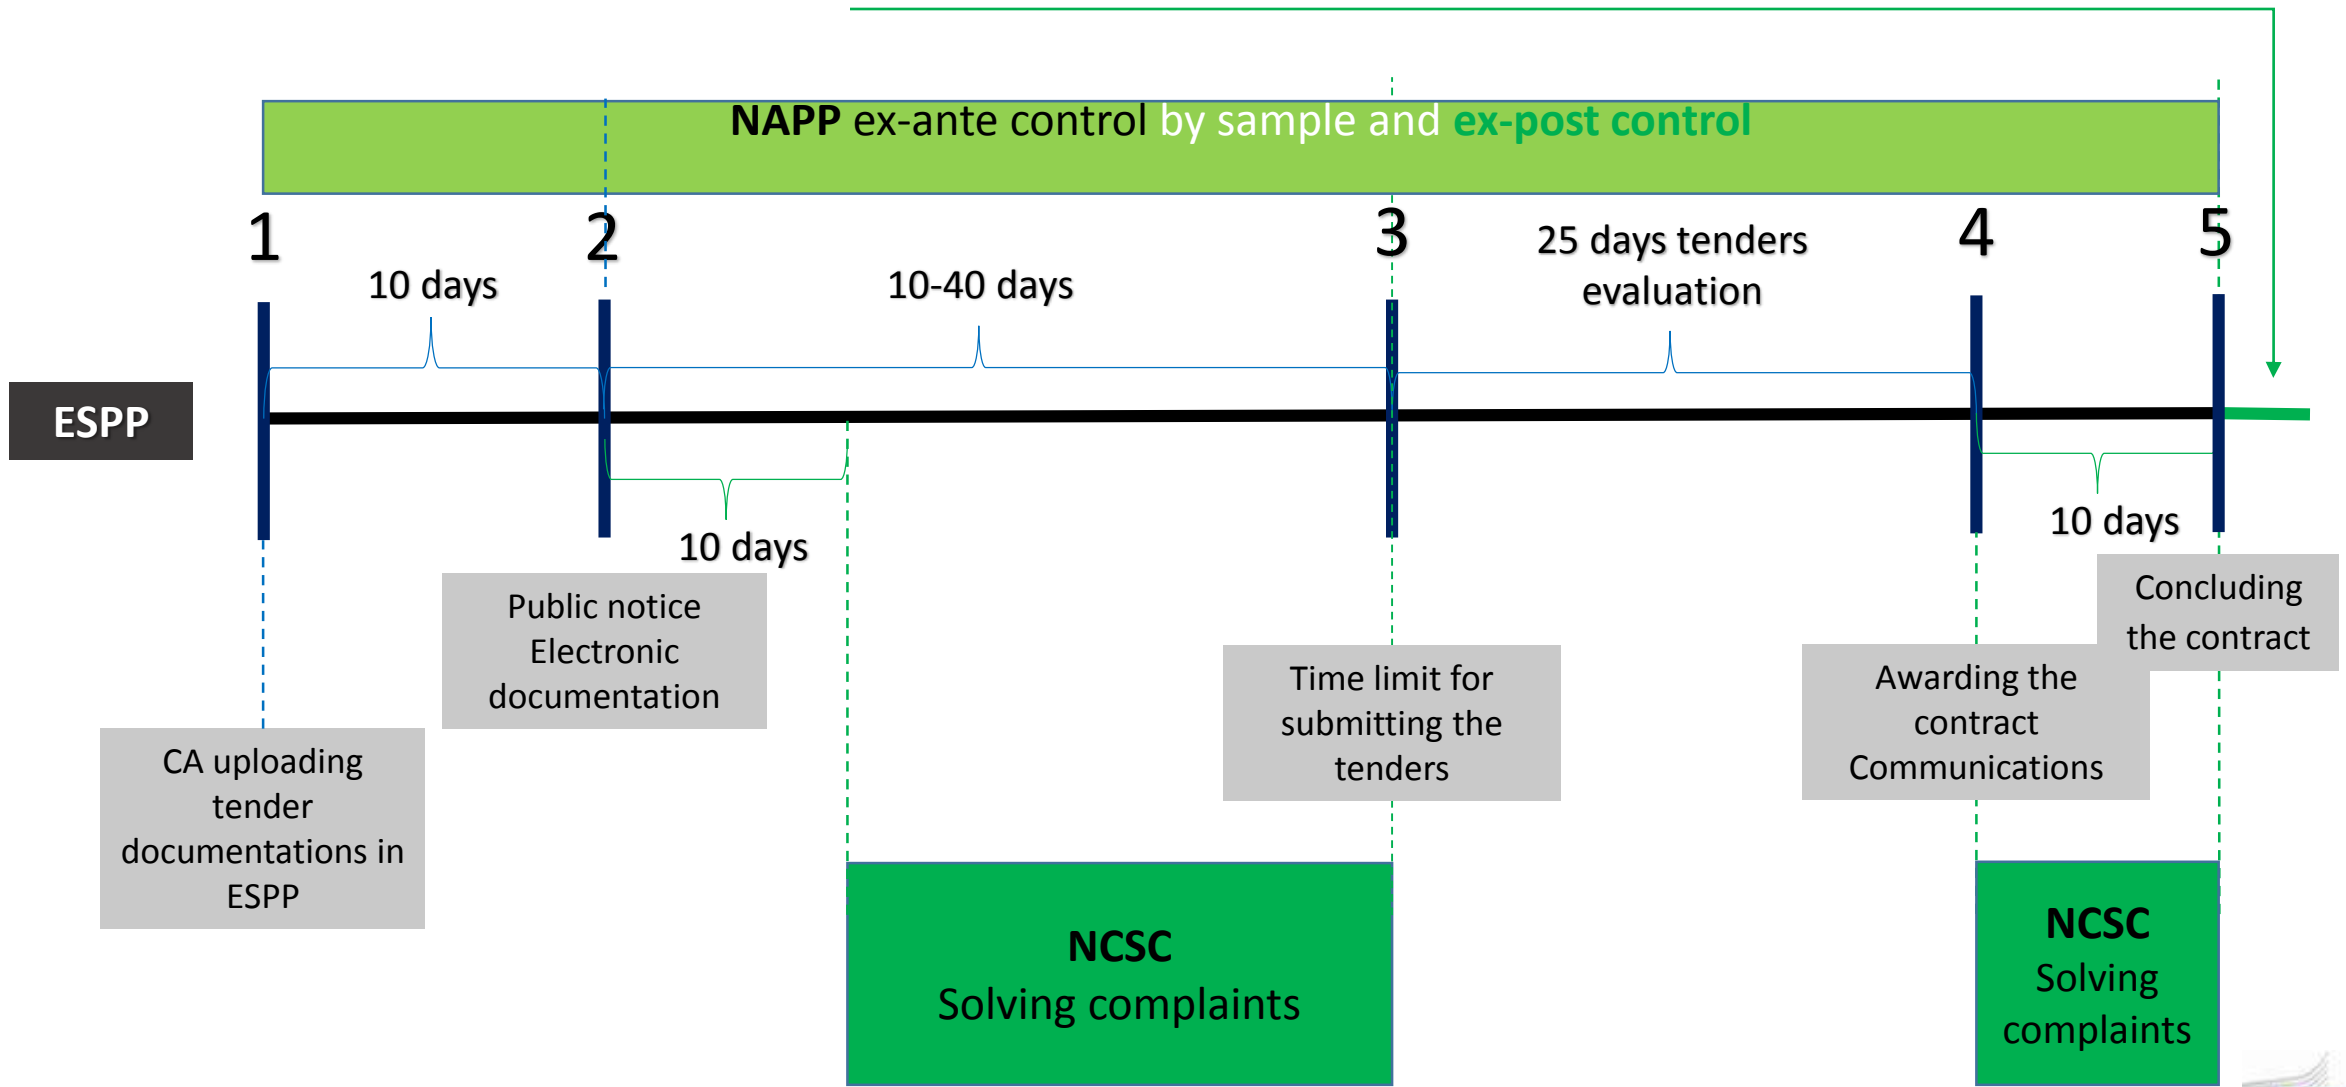 NAPP ex-ante control by sample and ex-post control
1
2
3
4
5
10 days
10-40 days
25 days tenders
evaluation
ESPP
10 days
10 days
Public notice
Electronic
documentation
Concluding
the contract
Time limit for
submitting the
tenders
Awarding the
contract
Communications
CA uploading
tender
documentations in
ESPP
NCSC
Solving complaints
NCSC
Solving
complaints